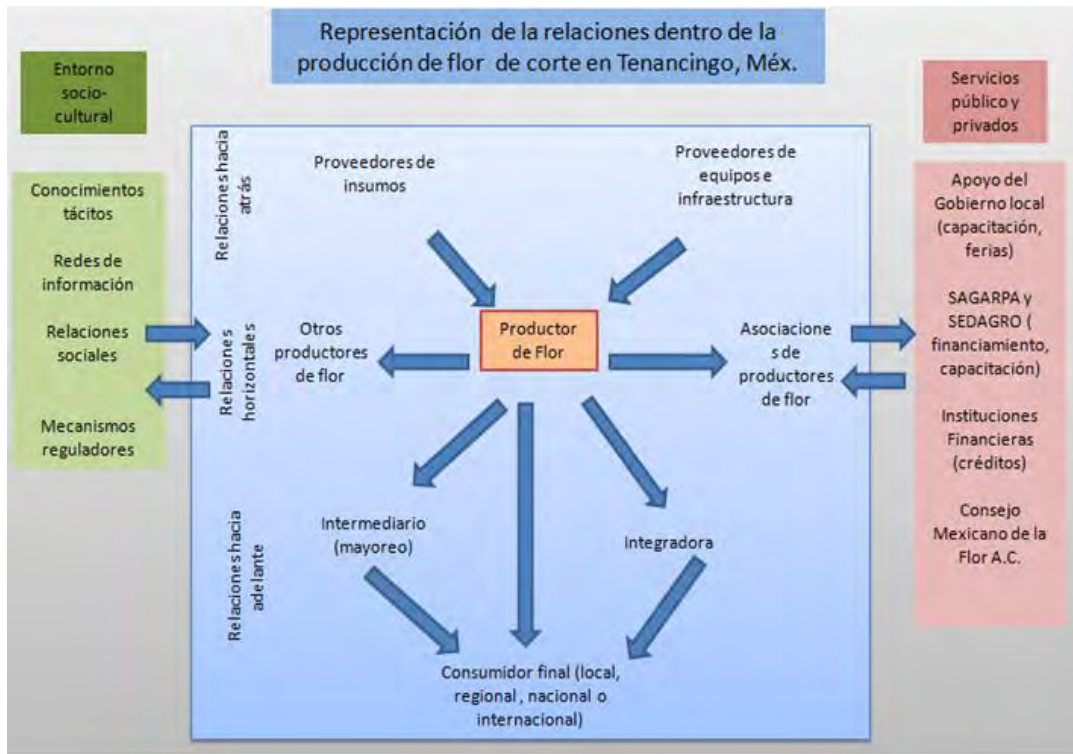 Representación de la relaciones dentro de la
producción de flor de corte en Tenancingo, Méx.
Entorno
socio-
cultural
Conocimientos
tácitos
Redes de
información
Relaciones
sociales
Mecanismos
reguladores
Relaciones hacia
atrás
Proveedores de
insumos
Proveedores de
equipos e
infraestructura
Relaciones
horizontales
Otros
productores
de flor
Productor
de Flor
Asociacione
s de
productores
de flor
Relaciones hacia
adelante
Intermediario
(mayoreo)
Integradora
Consumidor final (local,
regional , nacional o
internacional)
Servicios
público y
privados
Apoyo del
Gobierno local
(capacitación,
ferias)
SAGARPA y
SEDAGRO (
financiamiento,
capacitación)
Instituciones
Financieras
(créditos)
Consejo
Mexicano de la
Flor A.C.